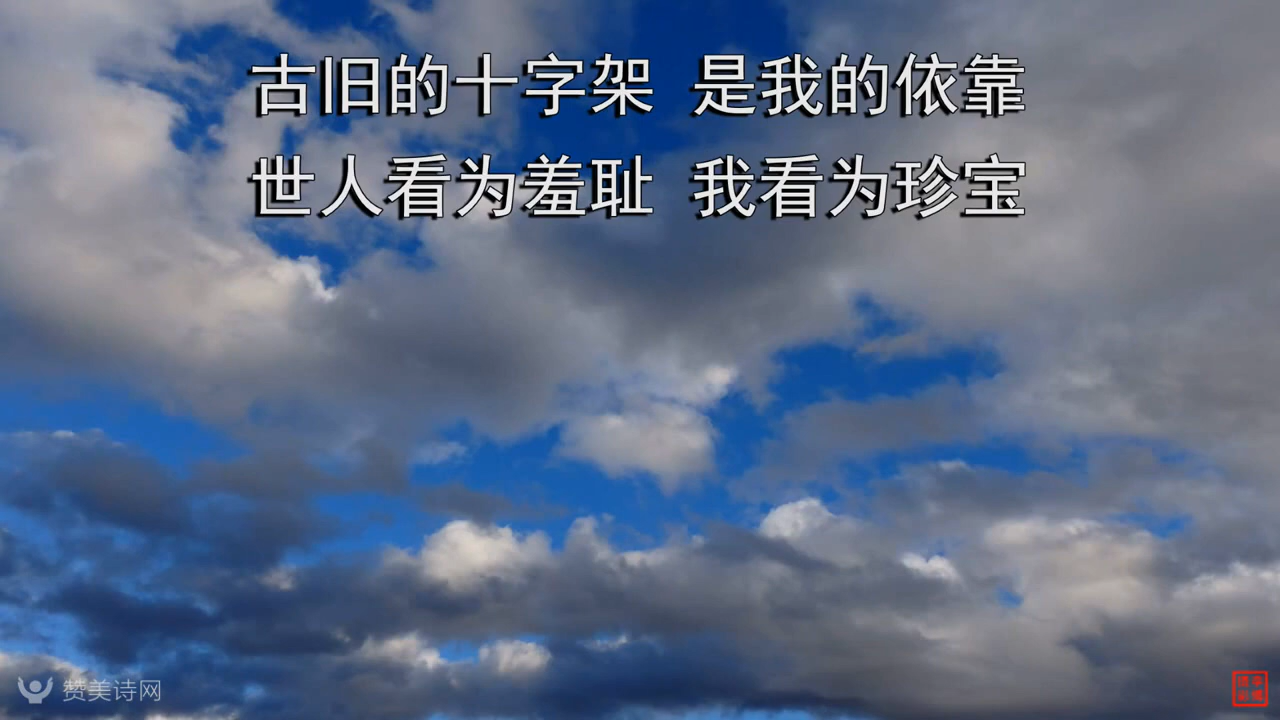 古旧的十字架 是我的依靠
世人看为羞耻 我看为珍宝
赞美诗网